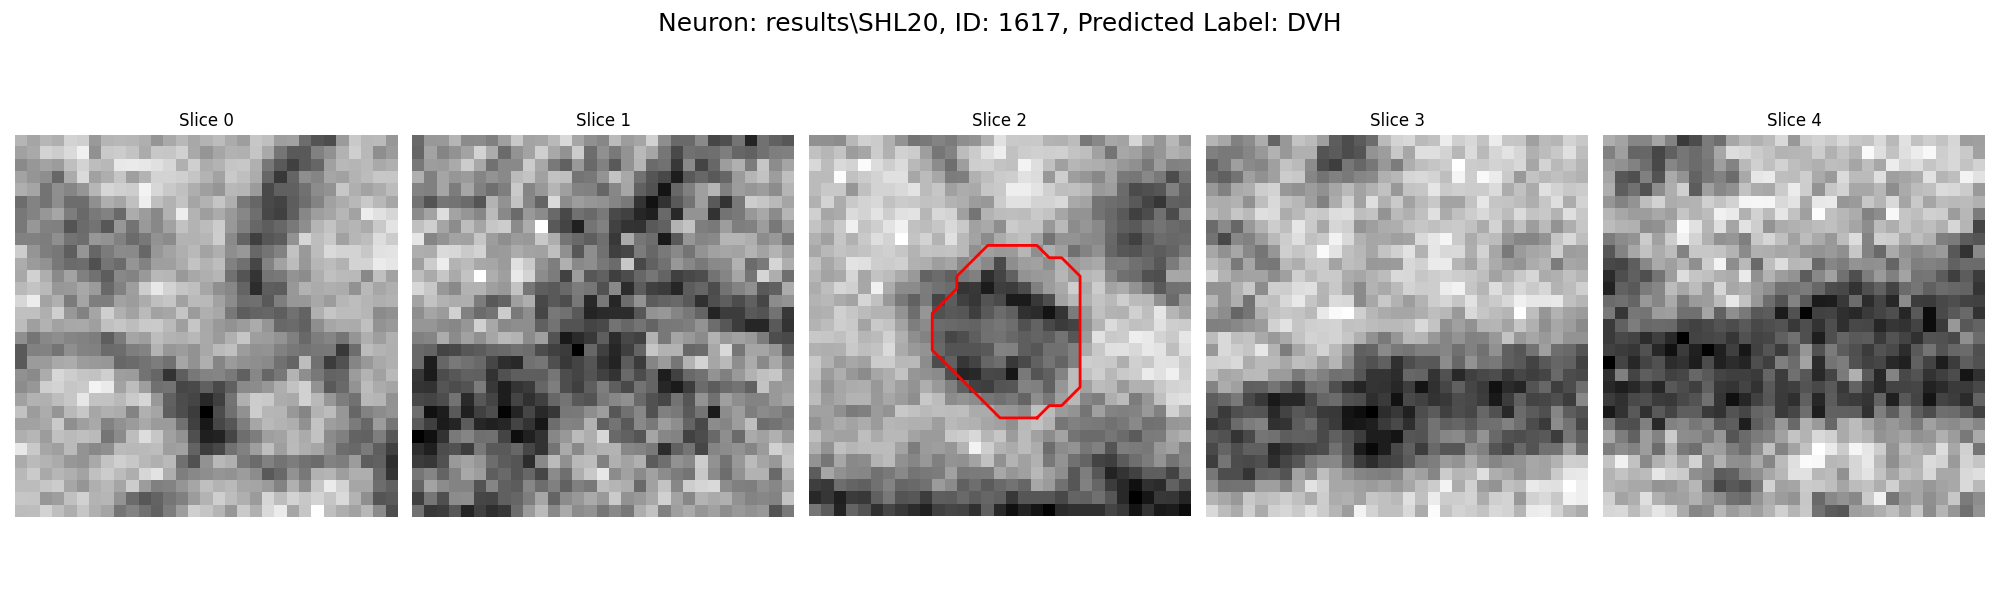 Neuron: results\SHL20, ID: 1617, Predicted Label: DVH
Slice 0
Slice 1
Slice 2
Slice 3
Slice 4